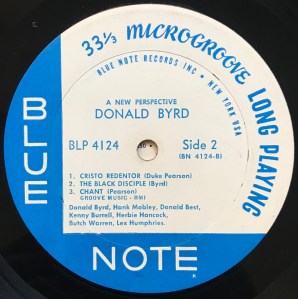 33⅓ MICROGROOVE LONG PLAYING
BLUE NOTE RECORDS INC • NEW YORK USA
A NEW PERSPECTIVE
DONALD BYRD
BLP 4124
Side 2
(BN 4124-B)
1. CRISTO REDENTOR (Duke Pearson)
2. THE BLACK DISCIPLE (Byrd)
3. CHANT (Pearson)
GROOVE MUSIC - BMI
Donald Byrd, Hank Mobley, Donald Best,
Kenny Burrell, Herbie Hancock,
Butch Warren, Lex Humphries.
BLUE
NOTE
R